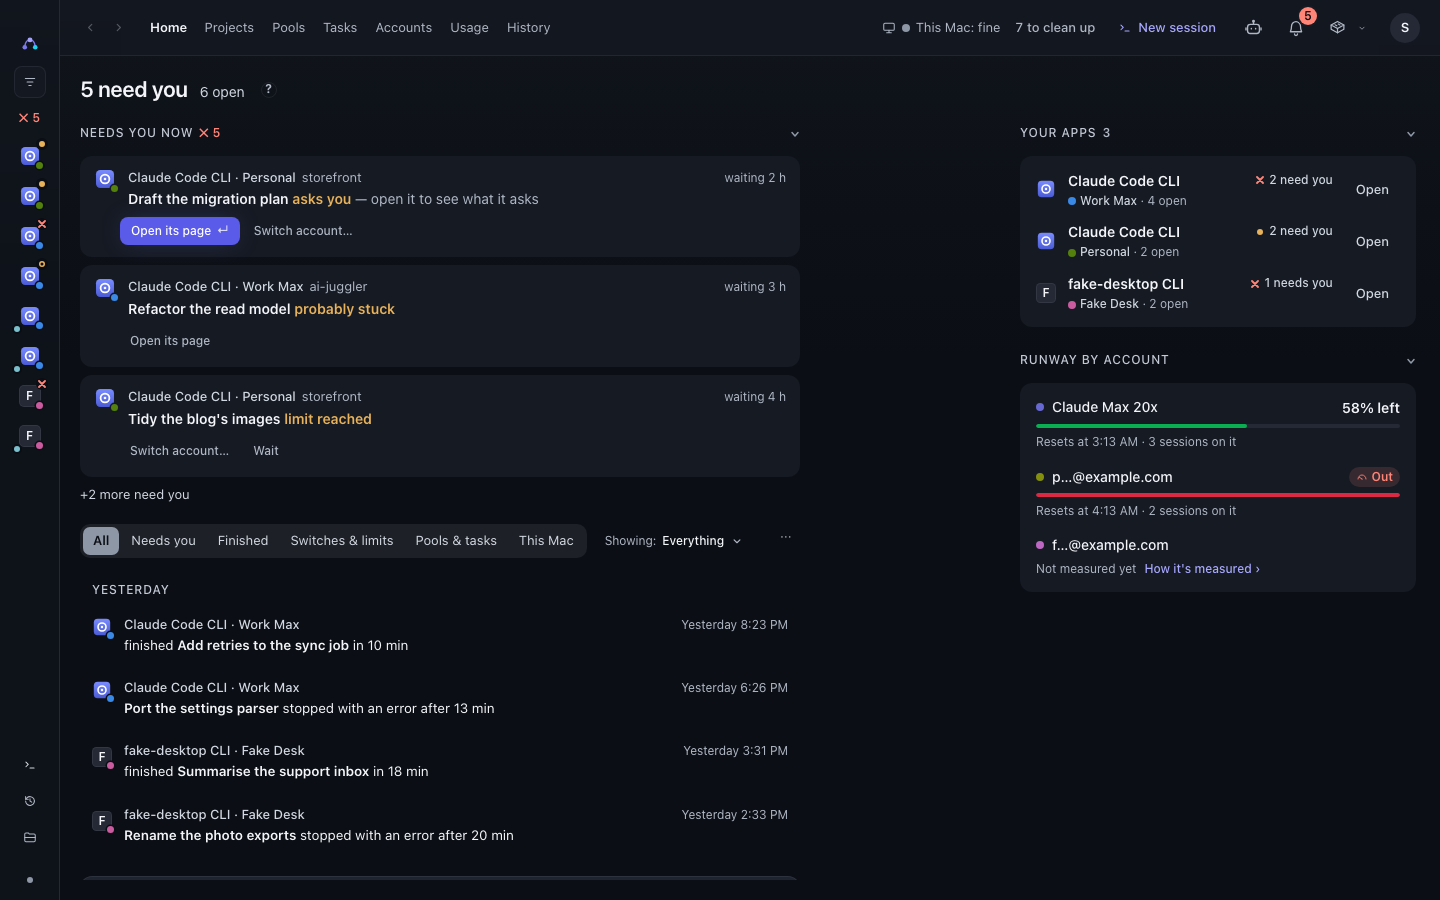 Home Projects Pools Tasks Accounts Usage History
This Mac: fine 7 to clean up New session 5 S
5
5 need you 6 open ?
NEEDS YOU NOW 5
Claude Code CLI · Personal storefront waiting 2 h
Draft the migration plan asks you — open it to see what it asks
Open its page Switch account...
Claude Code CLI · Work Max ai-juggler waiting 3 h
Refactor the read model probably stuck
Open its page
Claude Code CLI · Personal storefront waiting 4 h
Tidy the blog's images limit reached
Switch account... Wait
+2 more need you
All Needs you Finished Switches & limits Pools & tasks This Mac Showing: Everything ...
YESTERDAY
Claude Code CLI · Work Max Yesterday 8:23 PM
finished Add retries to the sync job in 10 min
Claude Code CLI · Work Max Yesterday 6:26 PM
Port the settings parser stopped with an error after 13 min
F fake-desktop CLI · Fake Desk Yesterday 3:31 PM
finished Summarise the support inbox in 18 min
F fake-desktop CLI · Fake Desk Yesterday 2:33 PM
Rename the photo exports stopped with an error after 20 min
YOUR APPS 3
Claude Code CLI 2 need you Open
Work Max · 4 open
Claude Code CLI 2 need you Open
Personal · 2 open
F fake-desktop CLI 1 needs you Open
Fake Desk · 2 open
RUNWAY BY ACCOUNT
Claude Max 20x 58% left
Resets at 3:13 AM · 3 sessions on it
p...@example.com Out
Resets at 4:13 AM · 2 sessions on it
f...@example.com
Not measured yet How it's measured ›
F
F